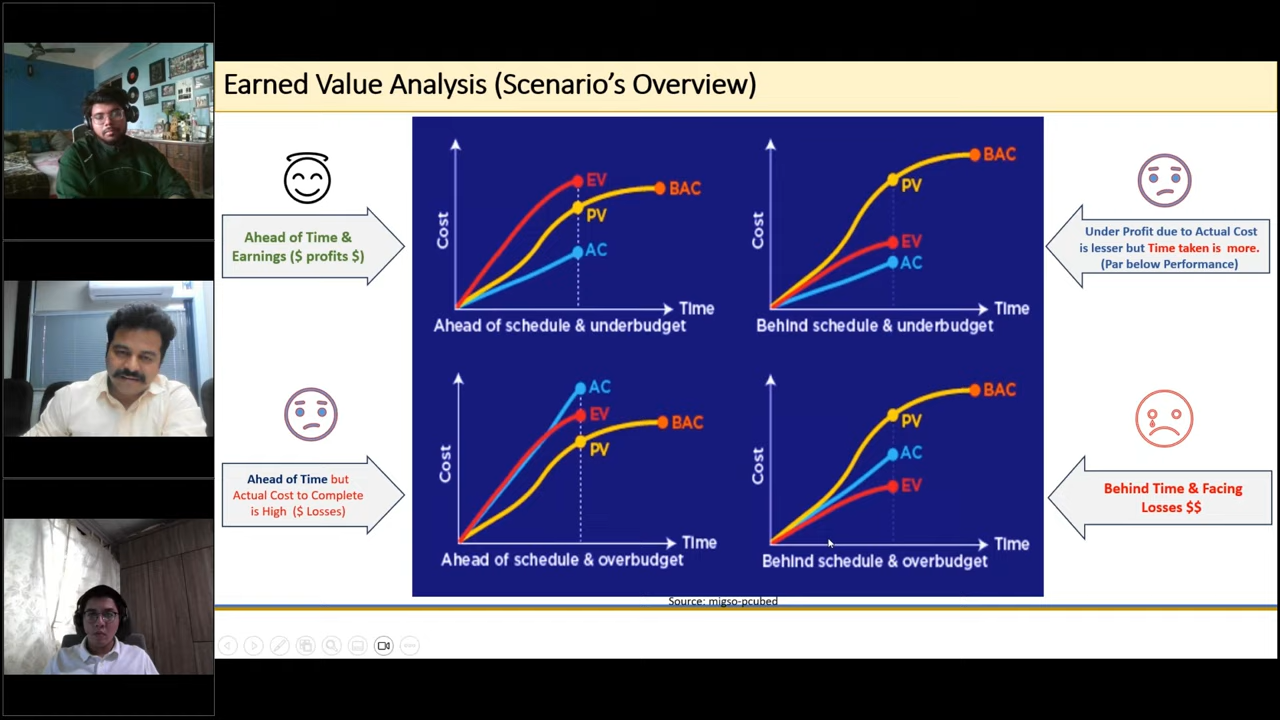 Earned Value Analysis (Scenario's Overview)
Ahead of Time &
Earnings ($ profits $)
Cost
EV
BAC
PV
AC
Time
Ahead of schedule & underbudget
Cost
BAC
PV
EV
AC
Time
Behind schedule & underbudget
Under Profit due to Actual Cost
is lesser but Time taken is more.
(Par below Performance)
Ahead of Time but
Actual Cost to Complete
is High ($ Losses)
Cost
AC
EV
BAC
PV
Time
Ahead of schedule & overbudget
Cost
BAC
PV
AC
EV
Time
Behind schedule & overbudget
Behind Time & Facing
Losses $$
Source: migso-pcubed